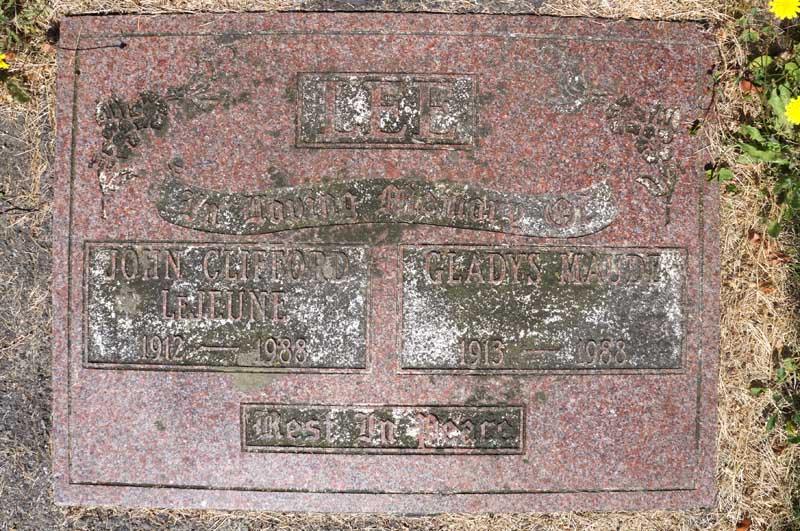 LEE
In Loving Memory Of
JOHN CLIFFORD
LEJEUNE
1912 — 1988
GLADYS MAUDE
1913 — 1988
Rest In Peace